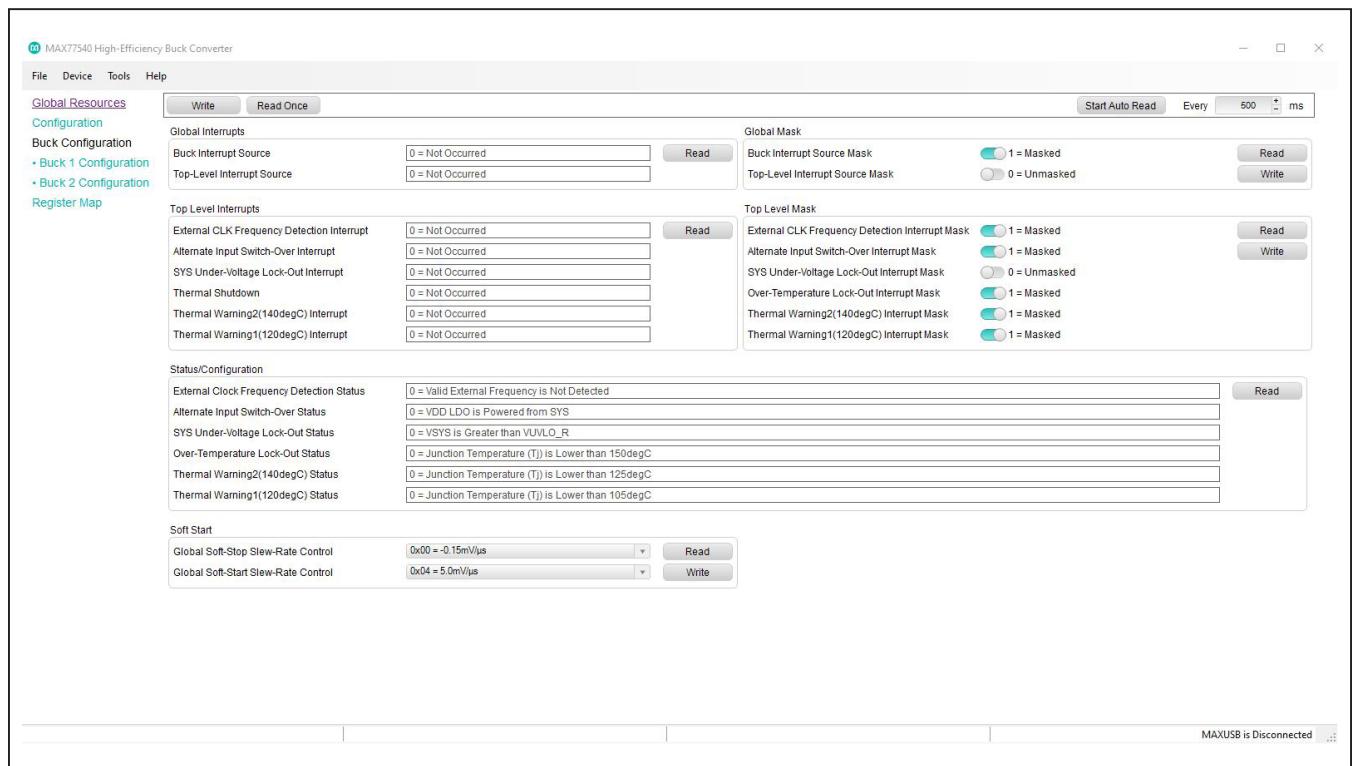 MAX77540 High-Efficiency Buck Converter
File Device Tools Help
Global Resources
Configuration
Buck Configuration
• Buck 1 Configuration
• Buck 2 Configuration
Register Map
Write Read Once Start Auto Read Every 500 ms
Global Interrupts
Buck Interrupt Source 0 = Not Occurred Read
Top-Level Interrupt Source 0 = Not Occurred
Global Mask
Buck Interrupt Source Mask 1 = Masked Read
Top-Level Interrupt Source Mask 0 = Unmasked Write
Top Level Interrupts
External CLK Frequency Detection Interrupt 0 = Not Occurred Read
Alternate Input Switch-Over Interrupt 0 = Not Occurred
SYS Under-Voltage Lock-Out Interrupt 0 = Not Occurred
Thermal Shutdown 0 = Not Occurred
Thermal Warning2(140degC) Interrupt 0 = Not Occurred
Thermal Warning1(120degC) Interrupt 0 = Not Occurred
Top Level Mask
External CLK Frequency Detection Interrupt Mask 1 = Masked Read
Alternate Input Switch-Over Interrupt Mask 1 = Masked Write
SYS Under-Voltage Lock-Out Interrupt Mask 0 = Unmasked
Over-Temperature Lock-Out Interrupt Mask 1 = Masked
Thermal Warning2(140degC) Interrupt Mask 1 = Masked
Thermal Warning1(120degC) Interrupt Mask 1 = Masked
Status/Configuration
External Clock Frequency Detection Status 0 = Valid External Frequency is Not Detected Read
Alternate Input Switch-Over Status 0 = VDD LDO is Powered from SYS
SYS Under-Voltage Lock-Out Status 0 = VSYS is Greater than VUVLO_R
Over-Temperature Lock-Out Status 0 = Junction Temperature (Tj) is Lower than 150degC
Thermal Warning2(140degC) Status 0 = Junction Temperature (Tj) is Lower than 125degC
Thermal Warning1(120degC) Status 0 = Junction Temperature (Tj) is Lower than 105degC
Soft Start
Global Soft-Stop Slew-Rate Control 0x00 = -0.15mV/µs Read
Global Soft-Start Slew-Rate Control 0x04 = 5.0mV/µs Write
MAXUSB is Disconnected